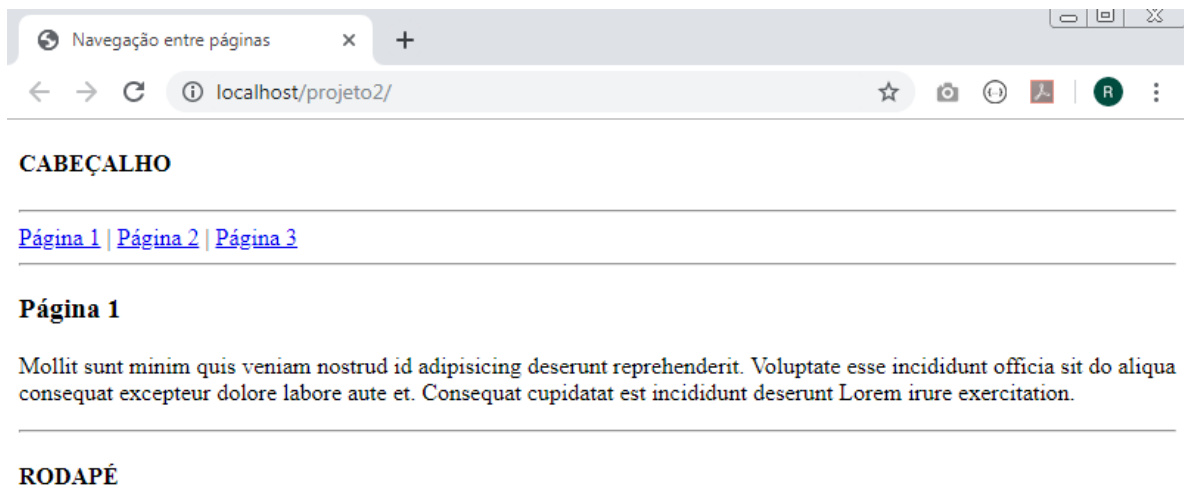 Navegação entre páginas
localhost/projeto2/
R
CABEÇALHO
Página 1 | Página 2 | Página 3
Página 1
Mollit sunt minim quis veniam nostrud id adipisicing deserunt reprehenderit. Voluptate esse incididunt officia sit do aliqua
consequat excepteur dolore labore aute et. Consequat cupidatat est incididunt deserunt Lorem irure exercitation.
RODAPÉ